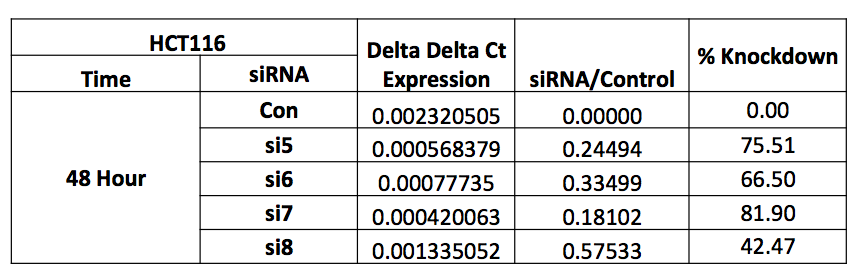 HCT116 Delta Delta Ct Expression siRNA/Control % Knockdown
Time siRNA
48 Hour Con 0.002320505 0.00000 0.00
si5 0.000568379 0.24494 75.51
si6 0.00077735 0.33499 66.50
si7 0.000420063 0.18102 81.90
si8 0.001335052 0.57533 42.47